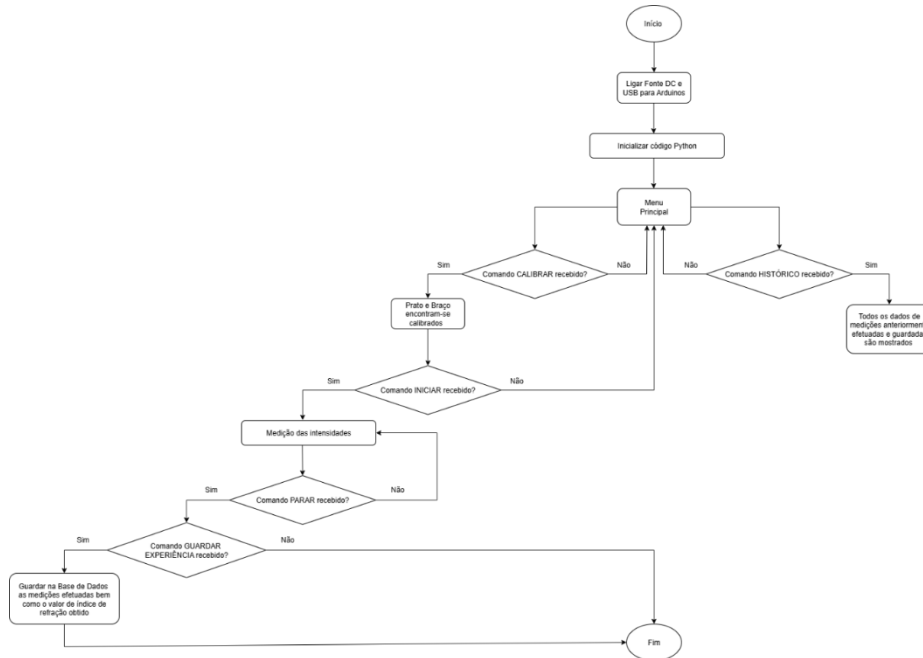 Início
Ligar Fonte DC e
USB para Arduinos
Inicializar código Python
Menu
Principal
Sim
Comando CALIBRAR recebido?
Não
Não
Comando HISTÓRICO recebido?
Sim
Prato e Braço
encontram-se
calibrados
Todos os dados de
medições anteriorment
efetuadas e guardada
são mostrados
Sim
Comando INICIAR recebido?
Não
Medição das intensidades
Sim
Comando PARAR recebido?
Não
Sim
Comando GUARDAR
EXPERIÊNCIA recebido?
Não
Guardar na Base de Dados
as medições efetuadas bem
como o valor de índice de
refração obtido
Fim